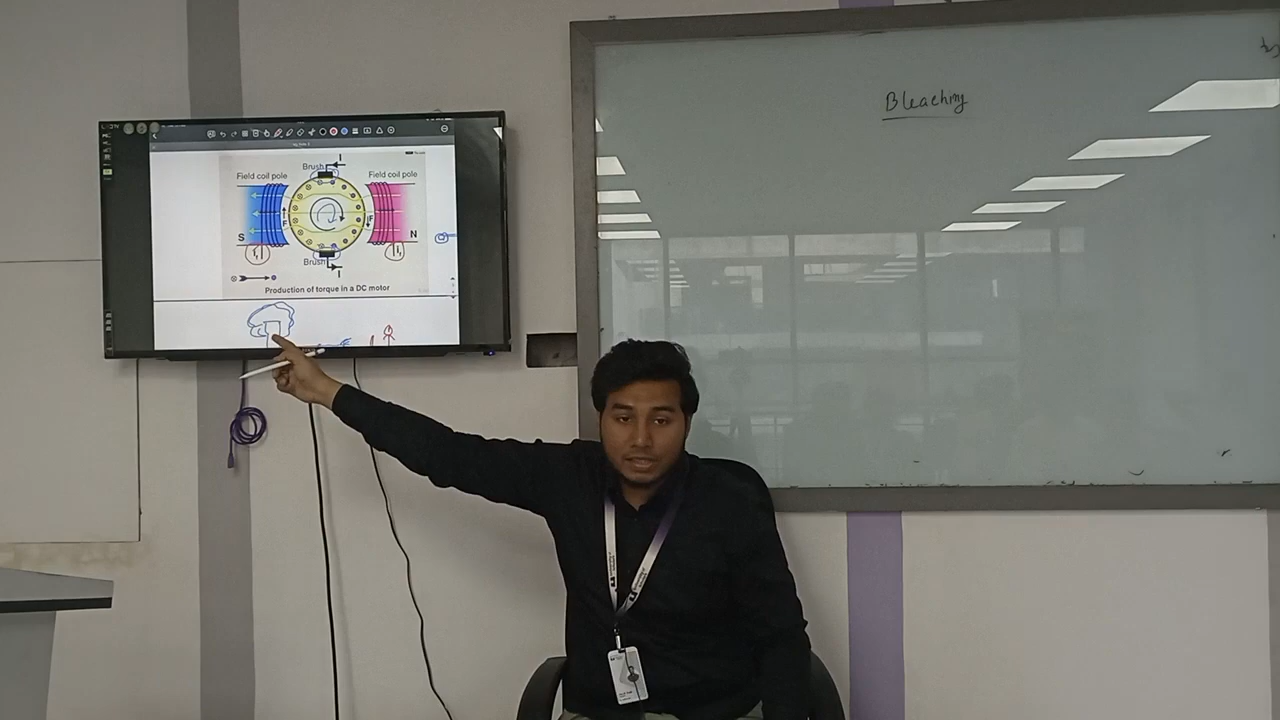 Brush
I
Field coil pole
Field coil pole
S
N
Brush
I
Production of torque in a DC motor
Bleaching